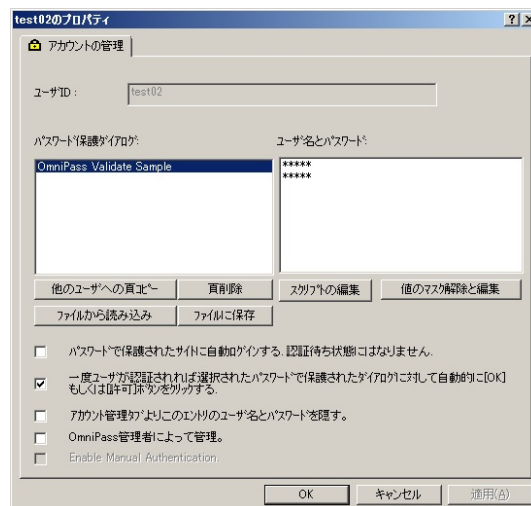 test02のプロパティ
アカウントの管理
ユーザID :
test02
パスワード保護ダイアログ:
ユーザ名とパスワード:
OmniPass Validate Sample
*****
*****
他のユーザへの頁コピー
頁削除
スクリプトの編集
値のマスク解除と編集
ファイルから読み込み
ファイルに保存
パスワードで保護されたサイトに自動ログインする. 認証待ち状態にはなりません.
一度ユーザが認証されれば選択されたパスワードで保護されたダイアログに対して自動的に[OK]
もしくは[許可]ボタンをクリックする.
アカウント管理タブよりこのエントリのユーザ名とパスワードを隠す。
OmniPass管理者によって管理。
Enable Manual Authentication.
OK
キャンセル
適用(A)